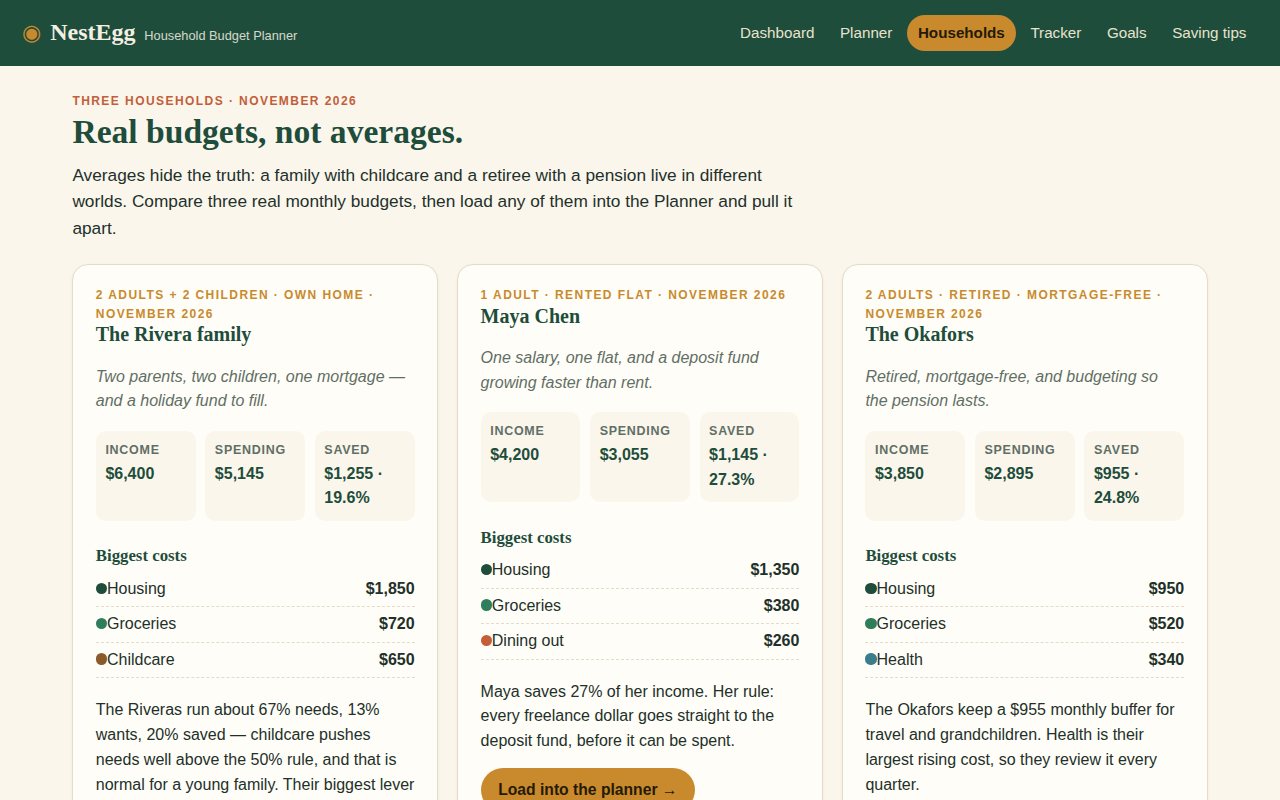 ◉ NestEgg Household Budget Planner
Dashboard Planner Households Tracker Goals Saving tips
THREE HOUSEHOLDS · NOVEMBER 2026
Real budgets, not averages.
Averages hide the truth: a family with childcare and a retiree with a pension live in different
worlds. Compare three real monthly budgets, then load any of them into the Planner and pull it
apart.
2 ADULTS + 2 CHILDREN · OWN HOME ·
NOVEMBER 2026
The Rivera family
Two parents, two children, one mortgage —
and a holiday fund to fill.
INCOME
$6,400
SPENDING
$5,145
SAVED
$1,255 ·
19.6%
Biggest costs
Housing $1,850
Groceries $720
Childcare $650
The Riveras run about 67% needs, 13%
wants, 20% saved — childcare pushes
needs well above the 50% rule, and that is
normal for a young family. Their biggest lever
1 ADULT · RENTED FLAT · NOVEMBER 2026
Maya Chen
One salary, one flat, and a deposit fund
growing faster than rent.
INCOME
$4,200
SPENDING
$3,055
SAVED
$1,145 ·
27.3%
Biggest costs
Housing $1,350
Groceries $380
Dining out $260
Maya saves 27% of her income. Her rule:
every freelance dollar goes straight to the
deposit fund, before it can be spent.
Load into the planner →
2 ADULTS · RETIRED · MORTGAGE-FREE ·
NOVEMBER 2026
The Okafors
Retired, mortgage-free, and budgeting so
the pension lasts.
INCOME
$3,850
SPENDING
$2,895
SAVED
$955 ·
24.8%
Biggest costs
Housing $950
Groceries $520
Health $340
The Okafors keep a $955 monthly buffer for
travel and grandchildren. Health is their
largest rising cost, so they review it every
quarter.